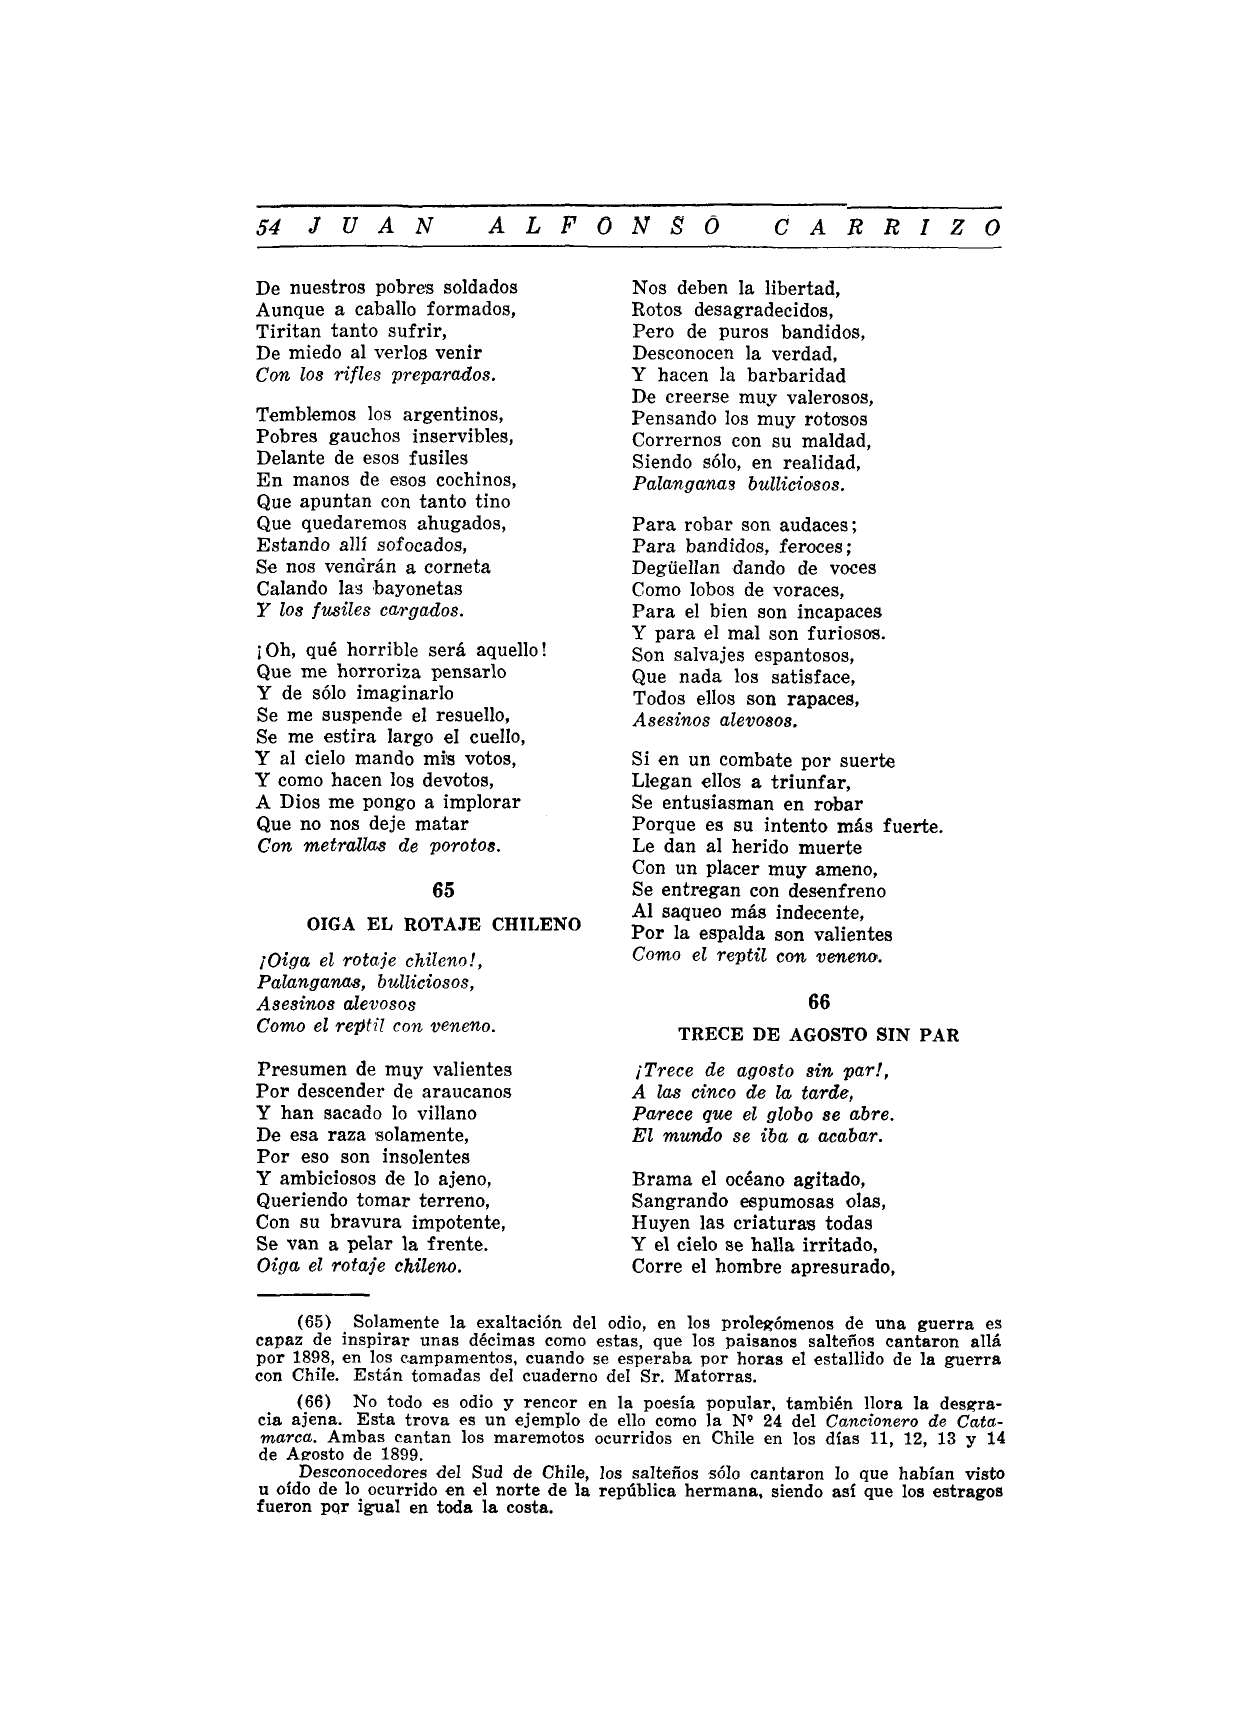 54 JUAN ALFONSO CARRIZO
De nuestros pobres soldados
Aunque a caballo formados,
Tiritan tanto sufrir,
De miedo al verlos venir
Con los rifles preparados.
Temblemos los argentinos,
Pobres gauchos inservibles,
Delante de esos fusiles
En manos de esos cochinos,
Que apuntan con tanto tino
Que quedaremos ahugados,
Estando allí sofocados,
Se nos vendrán a corneta
Calando las bayonetas
Y los fusiles cargados.
¡Oh, qué horrible será aquello!
Que me horroriza pensarlo
Y de sólo imaginarlo
Se me suspende el resuello,
Se me estira largo el cuello,
Y al cielo mando mis votos,
Y como hacen los devotos,
A Dios me pongo a implorar
Que no nos deje matar
Con metrallas de porotos.
65
OIGA EL ROTAJE CHILENO
¡Oiga el rotaje chileno!,
Palanganas, bulliciosos,
Asesinos alevosos
Como el reptil con veneno.
Presumen de muy valientes
Por descender de araucanos
Y han sacado lo villano
De esa raza solamente,
Por eso son insolentes
Y ambiciosos de lo ajeno,
Queriendo tomar terreno,
Con su bravura impotente,
Se van a pelar la frente.
Oiga el rotaje chileno.
Nos deben la libertad,
Rotos desagradecidos,
Pero de puros bandidos,
Desconocen la verdad,
Y hacen la barbaridad
De creerse muy valerosos,
Pensando los muy rotosos
Corrernos con su maldad,
Siendo sólo, en realidad,
Palanganas bulliciosos.
Para robar son audaces;
Para bandidos, feroces;
Degüellan dando de voces
Como lobos de voraces,
Para el bien son incapaces
Y para el mal son furiosos.
Son salvajes espantosos,
Que nada los satisface,
Todos ellos son rapaces,
Asesinos alevosos.
Si en un combate por suerte
Llegan ellos a triunfar,
Se entusiasman en robar
Porque es su intento más fuerte.
Le dan al herido muerte
Con un placer muy ameno,
Se entregan con desenfreno
Al saqueo más indecente,
Por la espalda son valientes
Como el reptil con veneno.
66
TRECE DE AGOSTO SIN PAR
¡Trece de agosto sin par!,
A las cinco de la tarde,
Parece que el globo se abre.
El mundo se iba a acabar.
Brama el océano agitado,
Sangrando espumosas olas,
Huyen las criaturas todas
Y el cielo se halla irritado,
Corre el hombre apresurado,
(65) Solamente la exaltación del odio, en los prolegómenos de una guerra es
capaz de inspirar unas décimas como estas, que los paisanos salteños cantaron allá
por 1898, en los campamentos, cuando se esperaba por horas el estallido de la guerra
con Chile. Están tomadas del cuaderno del Sr. Matorras.
(66) No todo es odio y rencor en la poesía popular, también llora la desgra-
cia ajena. Esta trova es un ejemplo de ello como la Nº 24 del Cancionero de Cata-
marca. Ambas cantan los maremotos ocurridos en Chile en los días 11, 12, 13 y 14
de Agosto de 1899.
Desconocedores del Sud de Chile, los salteños sólo cantaron lo que habían visto
u oído de lo ocurrido en el norte de la república hermana, siendo así que los estragos
fueron por igual en toda la costa.